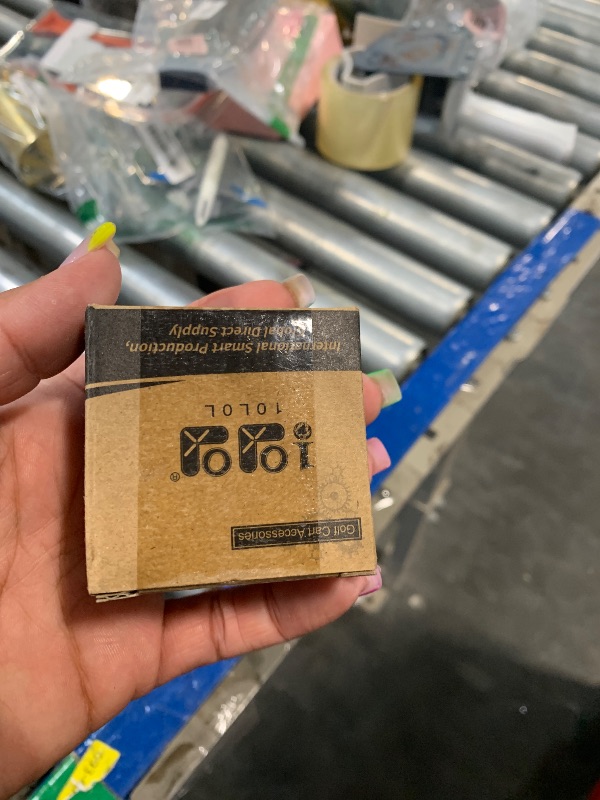 Golf Cart Accessories
10L0L®
10L0L
International Smart Production,
Global Direct Supply